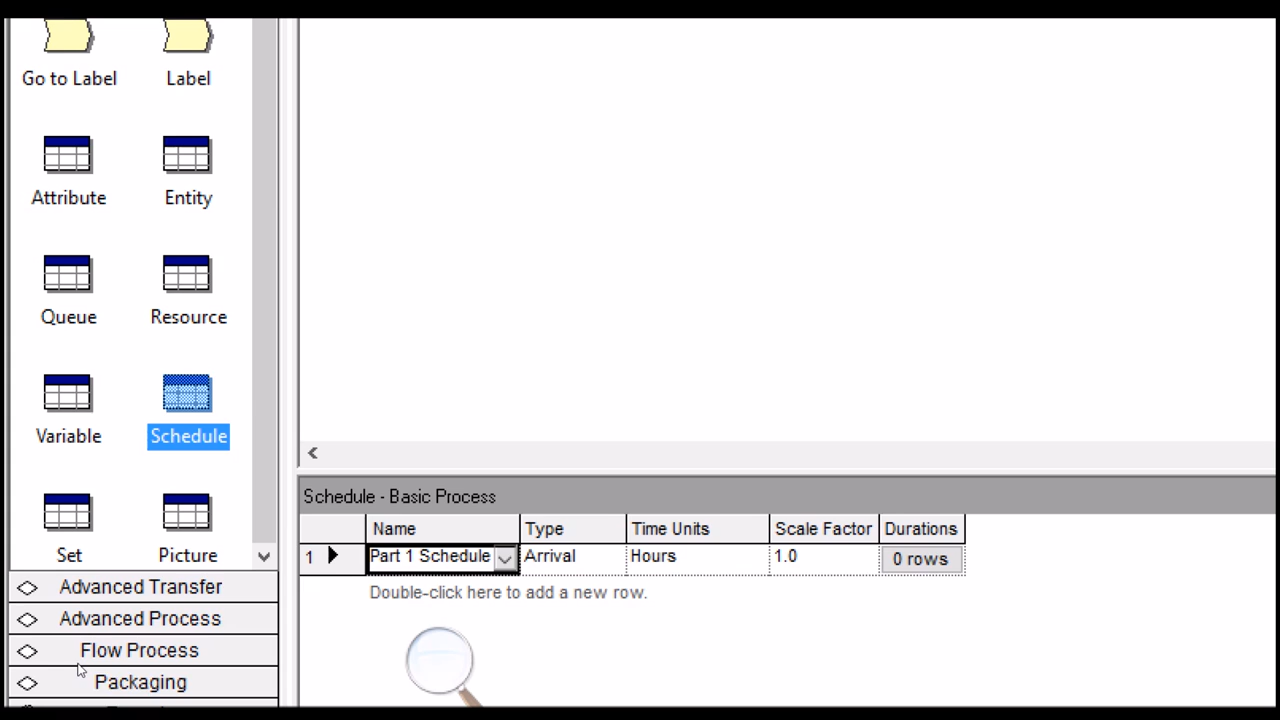 Go to Label
Label
Attribute
Entity
Queue
Resource
Variable
Schedule
Set
Picture
Advanced Transfer
Advanced Process
Flow Process
Packaging
Schedule - Basic Process
Name Type Time Units Scale Factor Durations
1 Part 1 Schedule Arrival Hours 1.0 0 rows
Double-click here to add a new row.